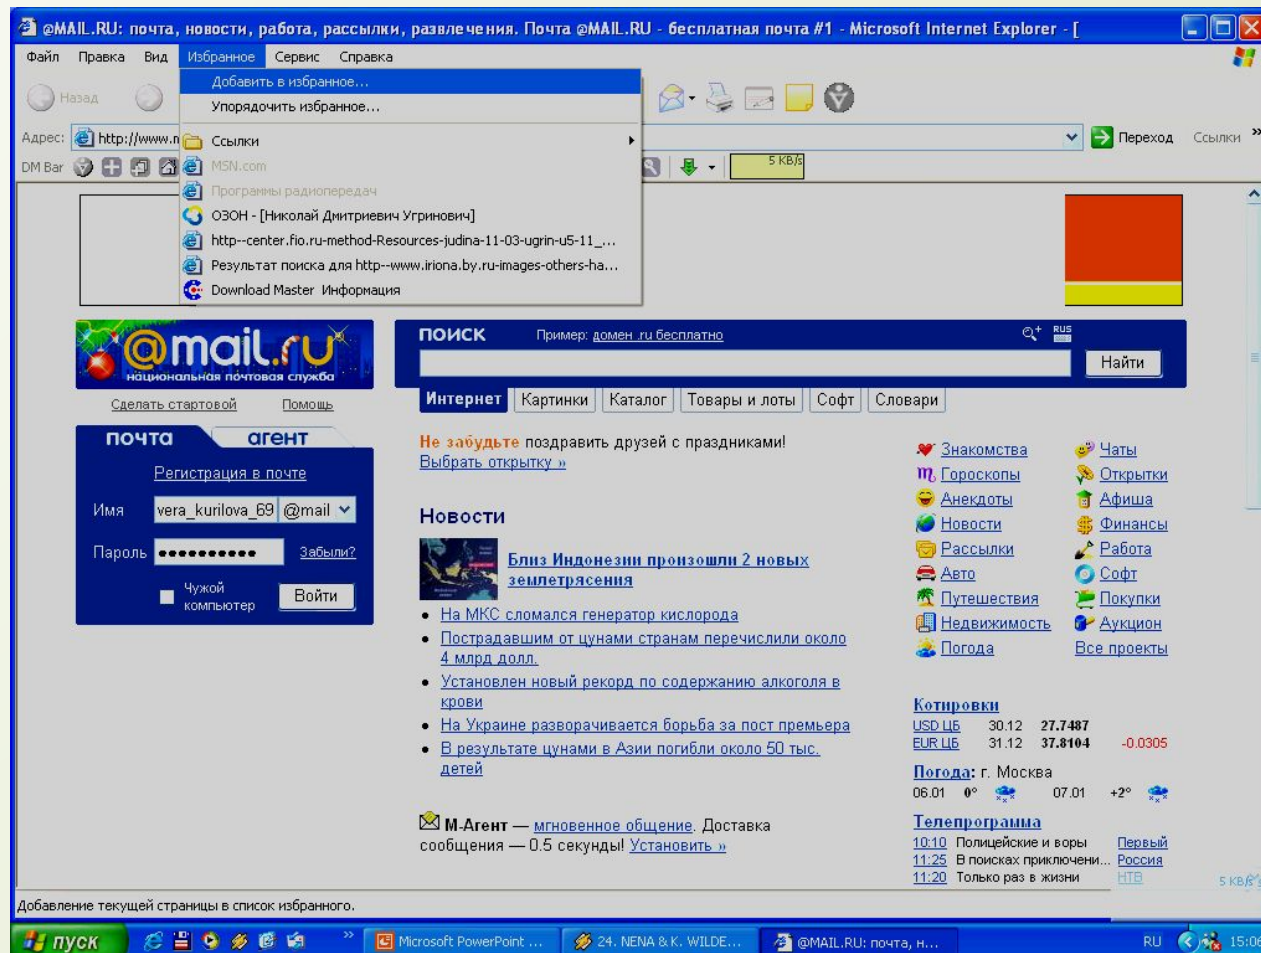 @MAIL.RU: почта, новости, работа, рассылки, развлечения. Почта @MAIL.RU - бесплатная почта #1 - Microsoft Internet Explorer - [
Файл Правка Вид Избранное Сервис Справка
Добавить в избранное...
Упорядочить избранное...
Ссылки
MSN.com
Программы радиопередач
ОЗОН - [Николай Дмитриевич Угринович]
http--center.fio.ru-method-Resources-judina-11-03-ugrin-u5-11_...
Результат поиска для http--www.iriona.by.ru-images-others-ha...
Download Master Информация
Назад
Адрес: http://www.m Переход Ссылки »
DM Bar 5 KB/s
@mail.ru
национальная почтовая служба
Сделать стартовой Помощь
почта агент
Регистрация в почте
Имя vera_kurilova_69 @mail
Пароль ●●●●●●●●●● Забыли?
Чужой
компьютер Войти
ПОИСК Пример: домен .ru бесплатно RUS
Найти
Интернет Картинки Каталог Товары и лоты Софт Словари
Не забудьте поздравить друзей с праздниками!
Выбрать открытку »
Новости
Близ Индонезии произошли 2 новых
землетрясения
На МКС сломался генератор кислорода
Пострадавшим от цунами странам перечислили около
4 млрд долл.
Установлен новый рекорд по содержанию алкоголя в
крови
На Украине разворачивается борьба за пост премьера
В результате цунами в Азии погибли около 50 тыс.
детей
М-Агент — мгновенное общение. Доставка
сообщения — 0.5 секунды! Установить »
Знакомства Чаты
Гороскопы Открытки
Анекдоты Афиша
Новости Финансы
Рассылки Работа
Авто Софт
Путешествия Покупки
Недвижимость Аукцион
Погода Все проекты
Котировки
USD ЦБ 30.12 27.7487
EUR ЦБ 31.12 37.8104 -0.0305
Погода: г. Москва
06.01 0° 07.01 +2°
Телепрограмма
10:10 Полицейские и воры Первый
11:25 В поисках приключени... Россия
11:20 Только раз в жизни НТВ
5 KB/s
Добавление текущей страницы в список избранного.
пуск » Microsoft PowerPoint ... 24. NENA & K. WILDE... @MAIL.RU: почта, н... RU 15:06